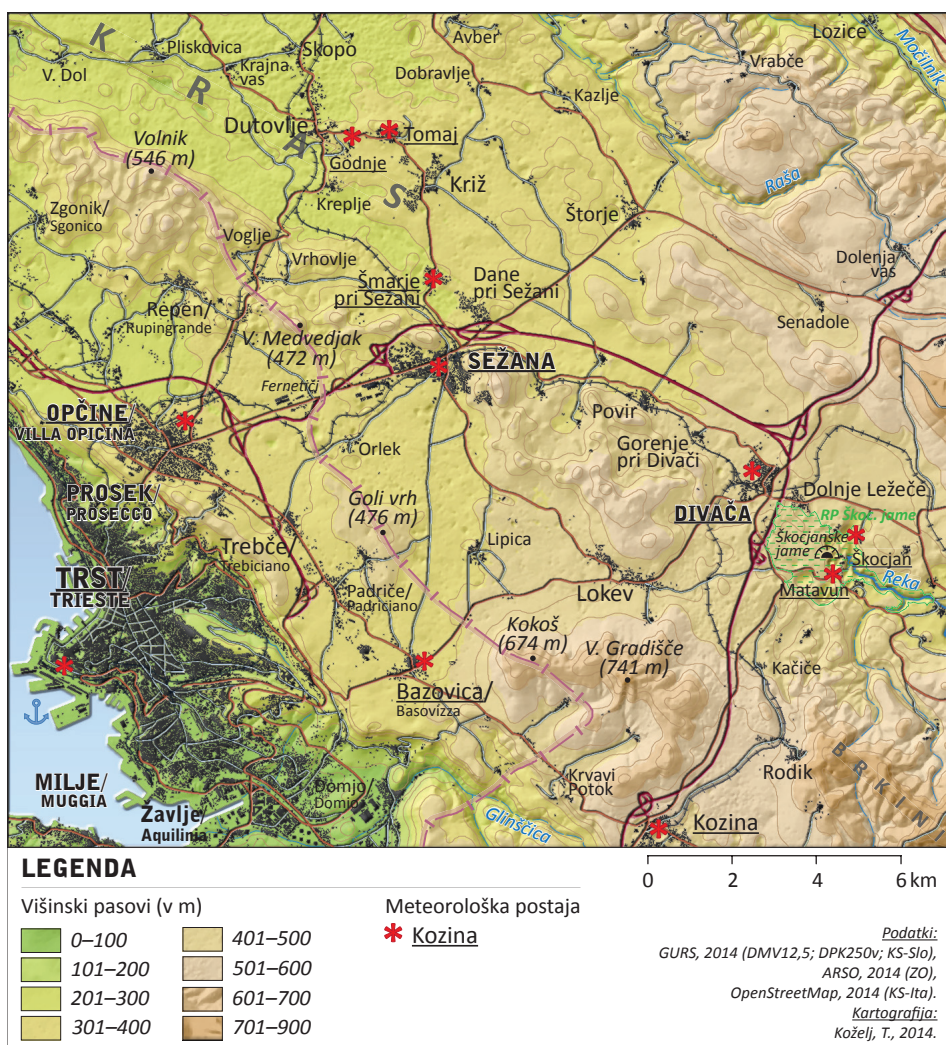 K
R
A
S
Pliskovica
Skopo
Avber
Lozice
Močilnik
V. Dol
Krajna
vas
Dobravlje
Vrabče
Kazlje
Dutovlje
Tomaj
Volnik
(546 m)
Godnje
Križ
Raša
Kreplje
Štorje
Zgonik/
Sgonico
Voglje
Vrhovlje
Dolenja
vas
Šmarje
pri Sežani
Dane
pri Sežani
Repen/
Rupingrande
V. Medvedjak
(472 m)
Senadole
SEŽANA
Fernetiči
OPČINE/
VILLA OPICINA
Povir
Orlek
Gorenje
pri Divači
PROSEK/
PROSECCO
Goli vrh
(476 m)
DIVAČA
Dolnje Ležeče
RP Škoc. jame
Trebče/
Trebiciano
Lipica
Škocjanske
jame
Škocjan
TRST/
TRIESTE
Padriče/
Padriciano
Lokev
Matavun
Reka
Kokoš
(674 m)
V. Gradišče
(741 m)
Kačiče
Bazovica/
Basovizza
BRKINI
Rodik
MILJE/
MUGGIA
Domjo/
Domio
Krvavi
Potok
Žavlje/
Aquilinia
Glinščica
Kozina
LEGENDA
0 2 4 6 km
Višinski pasovi (v m)
0–100
101–200
201–300
301–400
401–500
501–600
601–700
701–900
Meteorološka postaja
Kozina
Podatki:
GURS, 2014 (DMV12,5; DPK250v; KS-Slo),
ARSO, 2014 (ZO),
OpenStreetMap, 2014 (KS-Ita).
Kartografija:
Koželj, T., 2014.